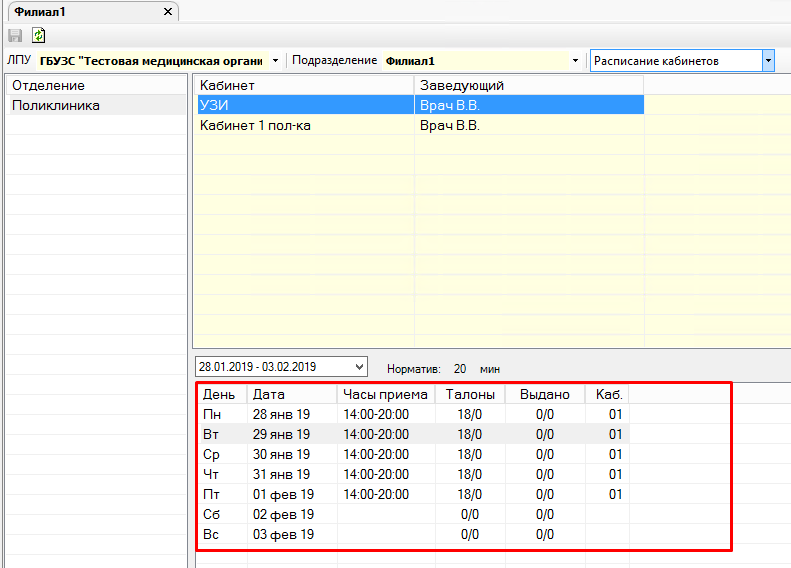 Филиал1
ЛПУ ГБУЗС "Тестовая медицинская органи Подразделение Филиал1 Расписание кабинетов
Отделение
Поликлиника
Кабинет Заведующий
УЗИ Врач В.В.
Кабинет 1 пол-ка Врач В.В.
28.01.2019 - 03.02.2019 Норматив: 20 мин
День Дата Часы приема Талоны Выдано Каб.
Пн 28 янв 19 14:00-20:00 18/0 0/0 01
Вт 29 янв 19 14:00-20:00 18/0 0/0 01
Ср 30 янв 19 14:00-20:00 18/0 0/0 01
Чт 31 янв 19 14:00-20:00 18/0 0/0 01
Пт 01 фев 19 14:00-20:00 18/0 0/0 01
Сб 02 фев 19 0/0 0/0
Вс 03 фев 19 0/0 0/0